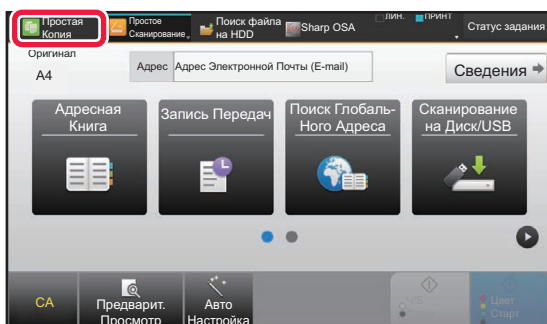 Простая
Копия
Простое
Сканирование
Поиск файла
на HDD
Sharp OSA
ЛИН.
ПРИНТ
Статус задания
Оригинал
A4
Адрес
Адрес Электронной Почты (E-mail)
Сведения
Адресная
Книга
Запись Передач
Поиск Глобаль-
Ного Адреса
Сканирование
на Диск/USB
CA
Предварит.
Просмотр
Авто
Настройка
Ч/Б
Старт
Цвет
Старт